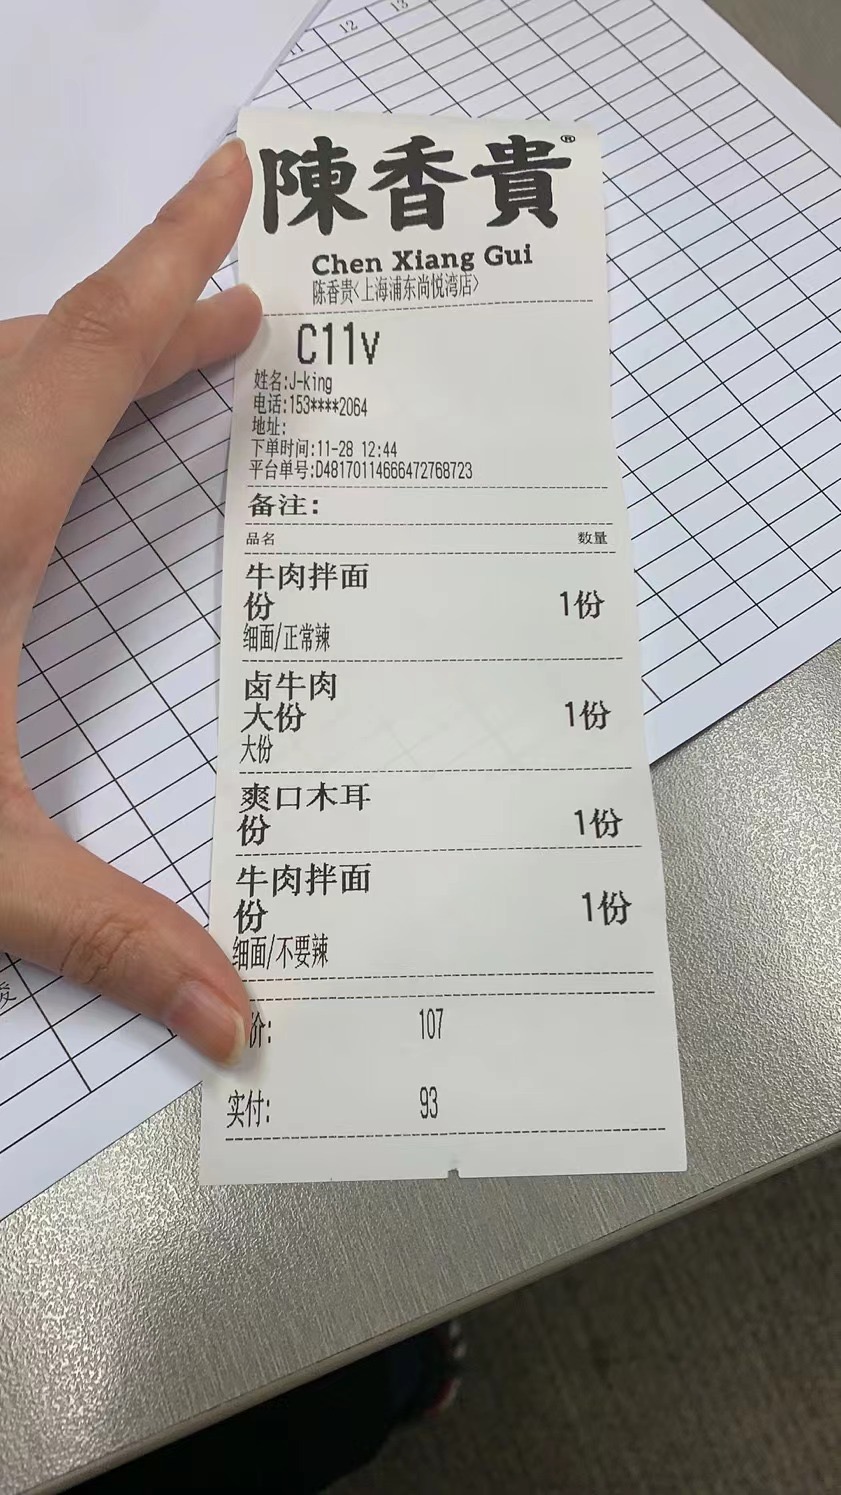 11 12 13
陳香貴®
Chen Xiang Gui
陈香贵<上海浦东尚悦湾店>
C11v
姓名:J-king
电话:153****2064
地址:
下单时间:11-28 12:44
平台单号:D48170114666472768723
备注:
品名 数量
牛肉拌面
份 1份
细面/正常辣
卤牛肉
大份 1份
大份
爽口木耳
份 1份
牛肉拌面
份 1份
细面/不要辣
价: 107
实付: 93